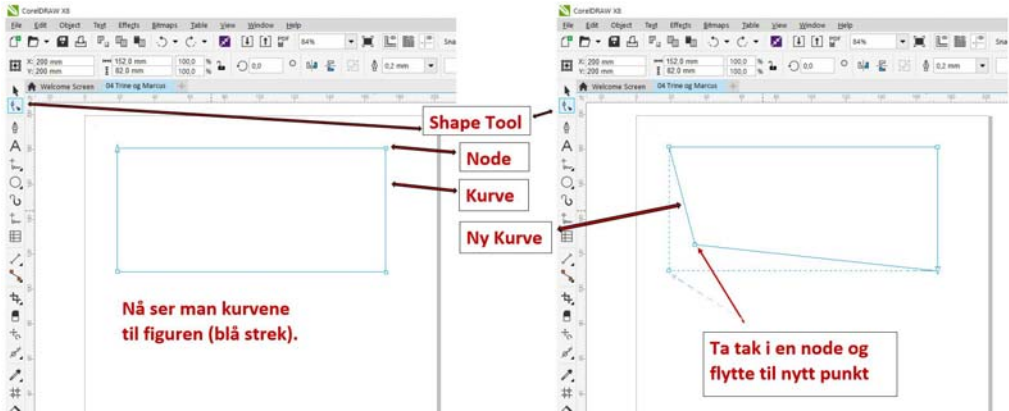 CorelDRAW X8
File Edit Object Text Effects Bitmaps Table View Window Help
PDF 84% Sna
X: 200 mm 152,0 mm 100,0 % 0,0 0,2 mm
Y: 200 mm 82,0 mm 100,0 %
Welcome Screen 04 Trine og Marcus
Nå ser man kurvene
til figuren (blå strek).
Shape Tool
Node
Kurve
Ny Kurve
CorelDRAW X8
File Edit Object Text Effects Bitmaps Table View Window Help
PDF 84% Sna
X: 200 mm 152,0 mm 100,0 % 0,0 0,2 mm
Y: 200 mm 82,0 mm 100,0 %
Welcome Screen 04 Trine og Marcus
Ta tak i en node og
flytte til nytt punkt